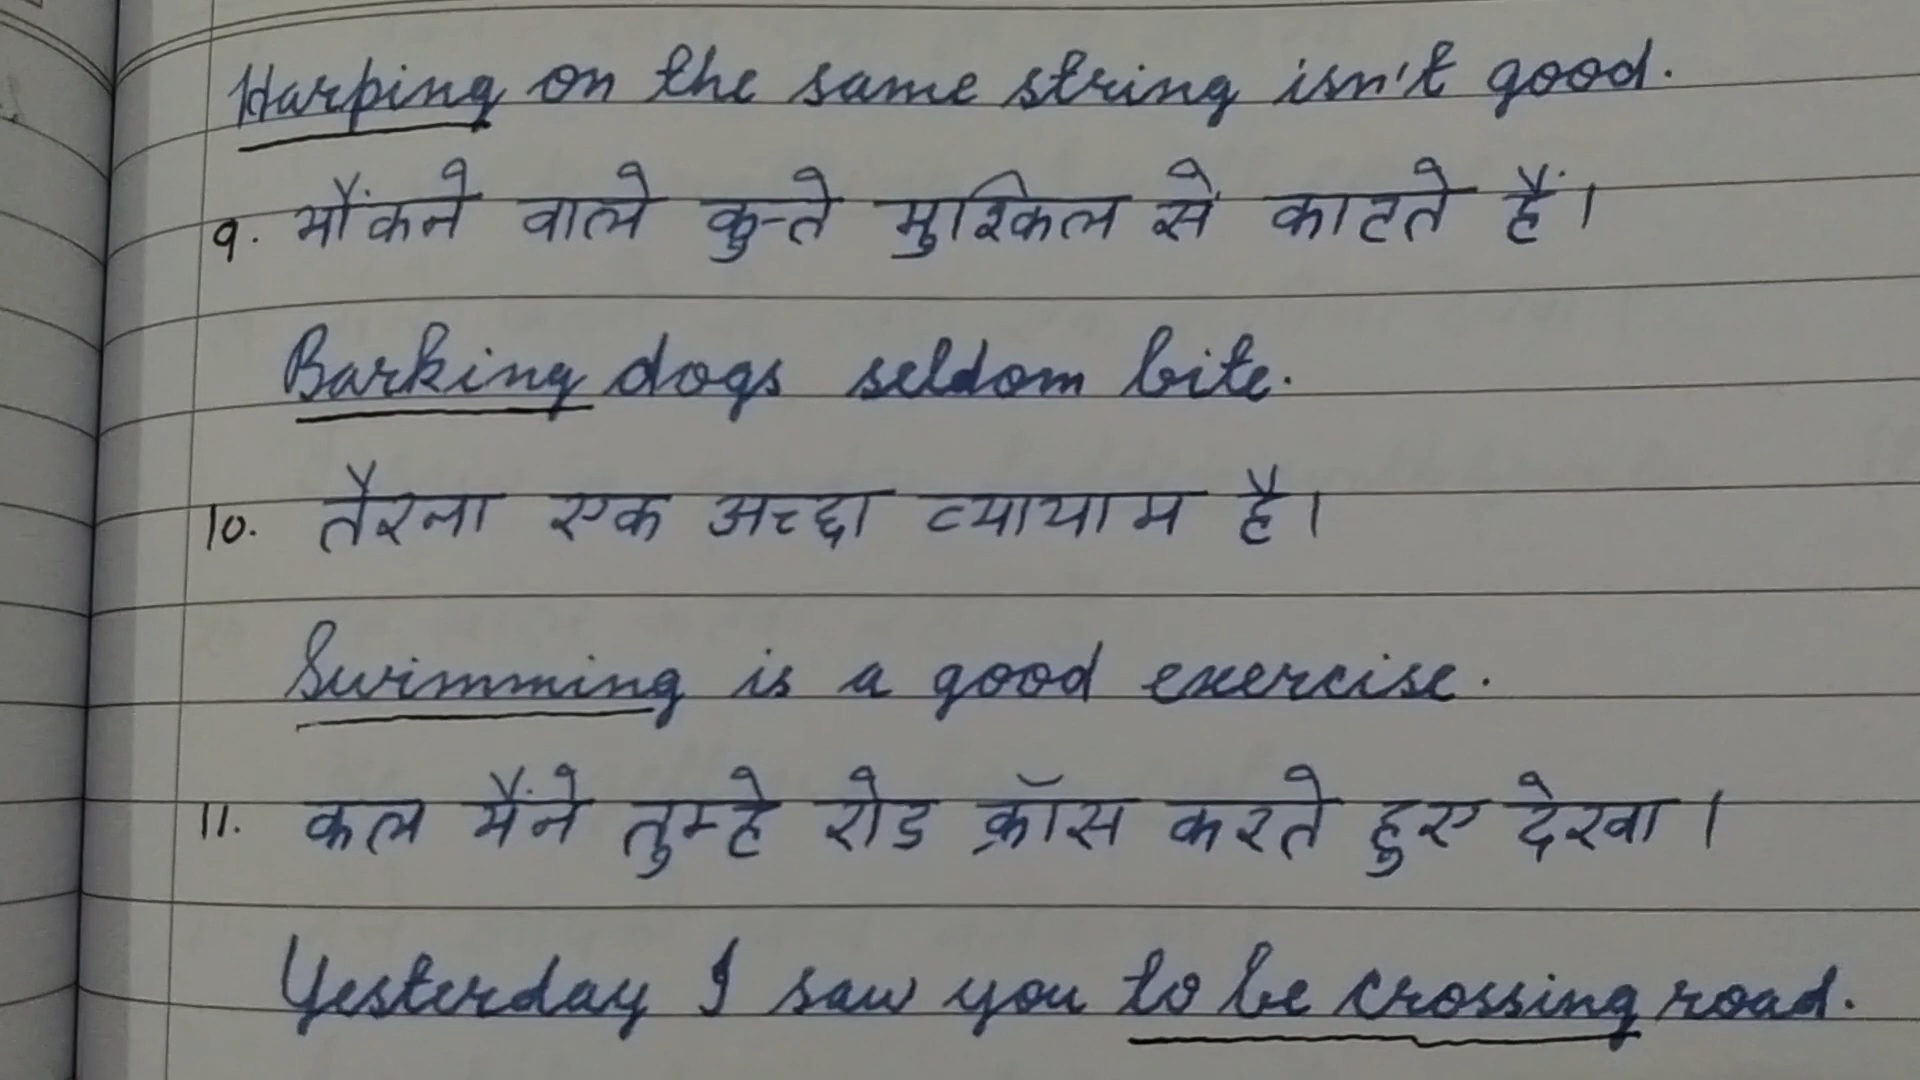 Harping on the same string isn't good.
9. भौंकने वाले कुत्ते मुश्किल से काटते हैं।
Barking dogs seldom bite.
10. तैरना एक अच्छा व्यायाम है।
Swimming is a good exercise.
11. कल मैंने तुम्हे रोड क्रॉस करते हुए देखा।
Yesterday I saw you to be crossing road.